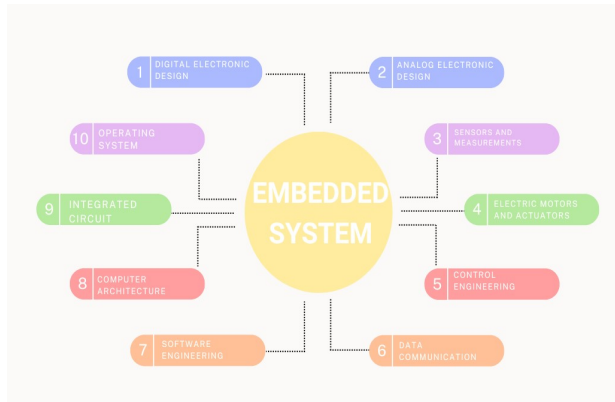 1 DIGITAL ELECTRONIC
DESIGN
2 ANALOG ELECTRONIC
DESIGN
10 OPERATING
SYSTEM
3 SENSORS AND
MEASUREMENTS
EMBEDDED
SYSTEM
9 INTEGRATED
CIRCUIT
4 ELECTRIC MOTORS
AND ACTUATORS
8 COMPUTER
ARCHITECTURE
5 CONTROL
ENGINEERING
7 SOFTWARE
ENGINEERING
6 DATA
COMMUNICATION